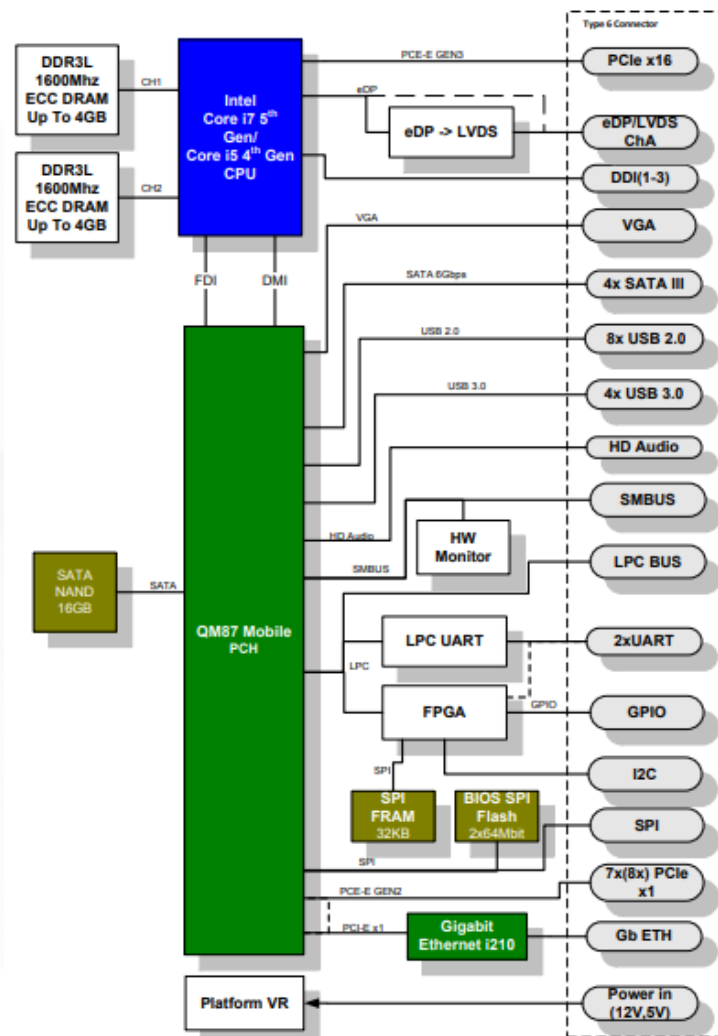 Type 6 Connector
DDR3L
1600Mhz
ECC DRAM
Up To 4GB
CH1
DDR3L
1600Mhz
ECC DRAM
Up To 4GB
CH2
Intel
Core i7 5th
Gen/
Core i5 4th Gen
CPU
PCE-E GEN3
PCIe x16
eDP
eDP -> LVDS
eDP/LVDS
ChA
DDI(1-3)
VGA
VGA
FDI
DMI
SATA 6Gbps
4x SATA III
USB 2.0
8x USB 2.0
USB 3.0
4x USB 3.0
HD Audio
HD Audio
SMBUS
SMBUS
HW
Monitor
LPC BUS
SATA
NAND
16GB
SATA
QM87 Mobile
PCH
LPC
LPC UART
2xUART
FPGA
GPIO
GPIO
I2C
SPI
SPI
FRAM
32KB
BIOS SPI
Flash
2x64Mbit
SPI
SPI
PCE-E GEN2
7x(8x) PCIe
x1
PCI-E x1
Gigabit
Ethernet i210
Gb ETH
Platform VR
Power in
(12V,5V)